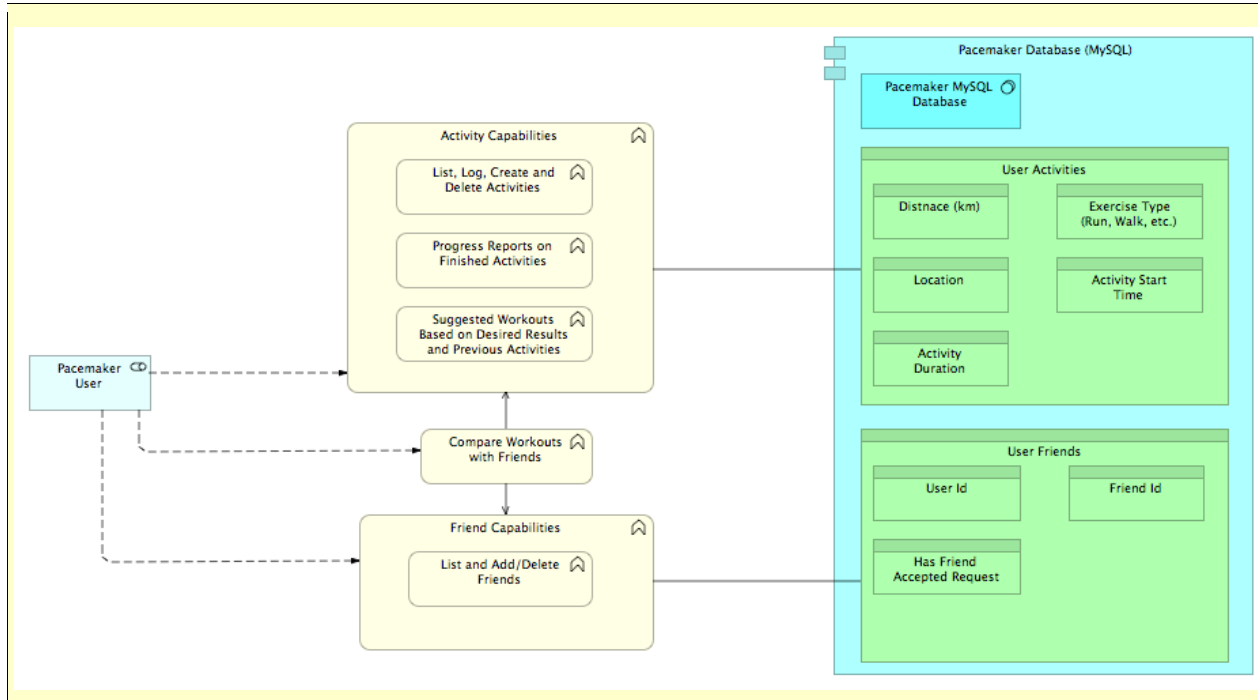 Pacemaker Database (MySQL)
Pacemaker MySQL
Database
Activity Capabilities
List, Log, Create and
Delete Activities
Progress Reports on
Finished Activities
Suggested Workouts
Based on Desired Results
and Previous Activities
User Activities
Distnace (km)
Exercise Type
(Run, Walk, etc.)
Location
Activity Start
Time
Activity
Duration
Pacemaker
User
Compare Workouts
with Friends
Friend Capabilities
List and Add/Delete
Friends
User Friends
User Id
Friend Id
Has Friend
Accepted Request